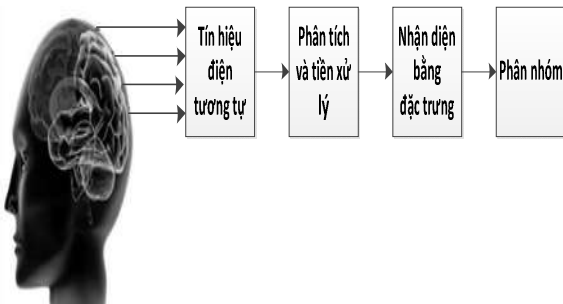 Tín hiệu
điện
tương tự
Phân tích
và tiền xử
lý
Nhận diện
bằng
đặc trưng
Phân nhóm